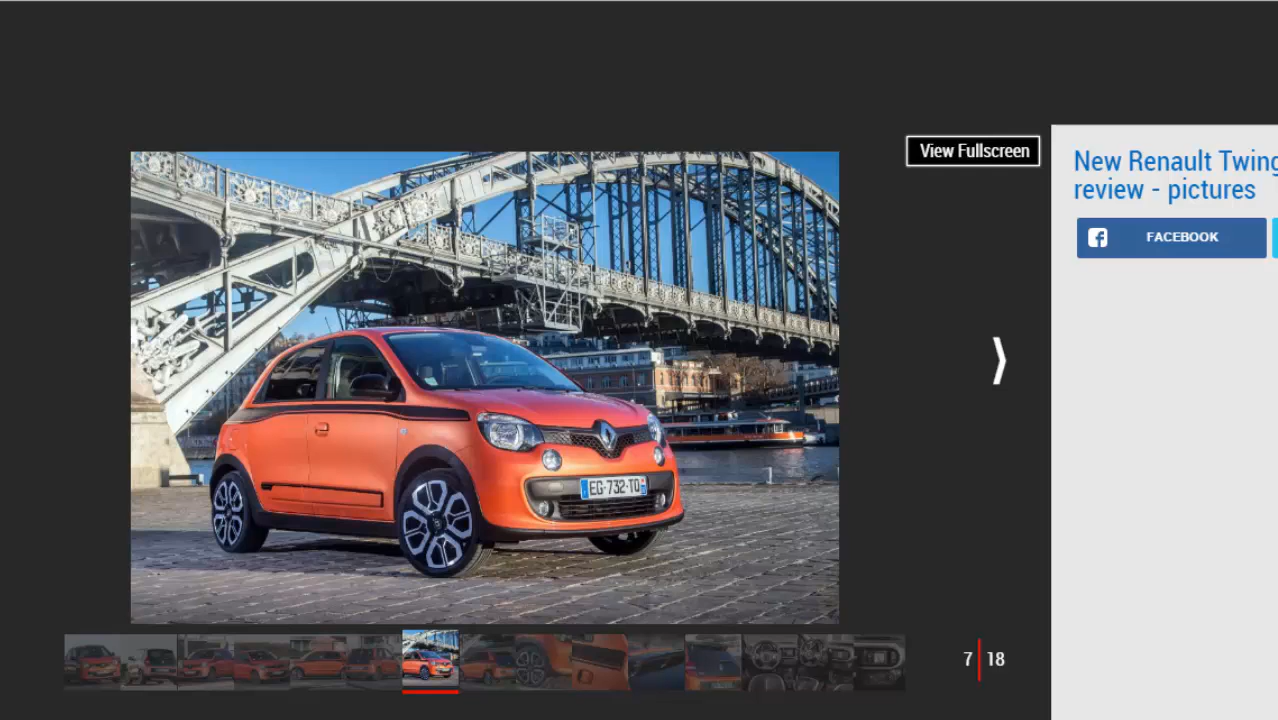 View Fullscreen
New Renault Twing
review - pictures
FACEBOOK
EG-732-TQ
7 18